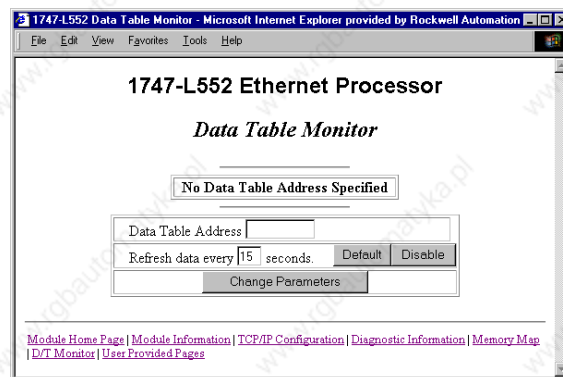 1747-L552 Data Table Monitor - Microsoft Internet Explorer provided by Rockwell Automation
File Edit View Favorites Tools Help
1747-L552 Ethernet Processor
Data Table Monitor
No Data Table Address Specified
Data Table Address
Refresh data every 15 seconds. Default Disable
Change Parameters
Module Home Page | Module Information | TCP/IP Configuration | Diagnostic Information | Memory Map
| D/T Monitor | User Provided Pages
www.rgbautomatyka.pl